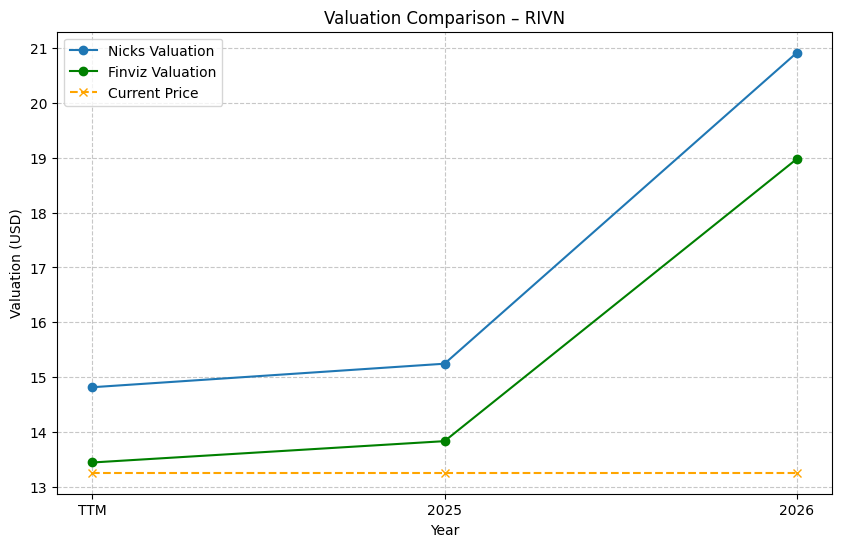 Valuation Comparison – RIVN
Nicks Valuation
Finviz Valuation
Current Price
Valuation (USD)
21
20
19
18
17
16
15
14
13
TTM
2025
2026
Year